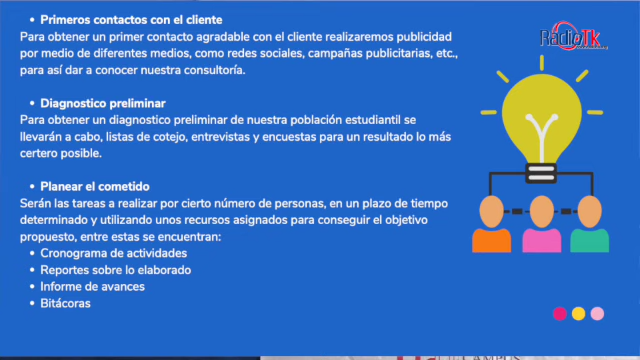 RadioTK
• Primeros contactos con el cliente
Para obtener un primer contacto agradable con el cliente realizaremos publicidad
por medio de diferentes medios, como redes sociales, campañas publicitarias, etc.,
para así dar a conocer nuestra consultoría.
• Diagnostico preliminar
Para obtener un diagnostico preliminar de nuestra población estudiantil se
llevarán a cabo, listas de cotejo, entrevistas y encuestas para un resultado lo más
certero posible.
• Planear el cometido
Serán las tareas a realizar por cierto número de personas, en un plazo de tiempo
determinado y utilizando unos recursos asignados para conseguir el objetivo
propuesto, entre estas se encuentran:
• Cronograma de actividades
• Reportes sobre lo elaborado
• Informe de avances
• Bitácoras